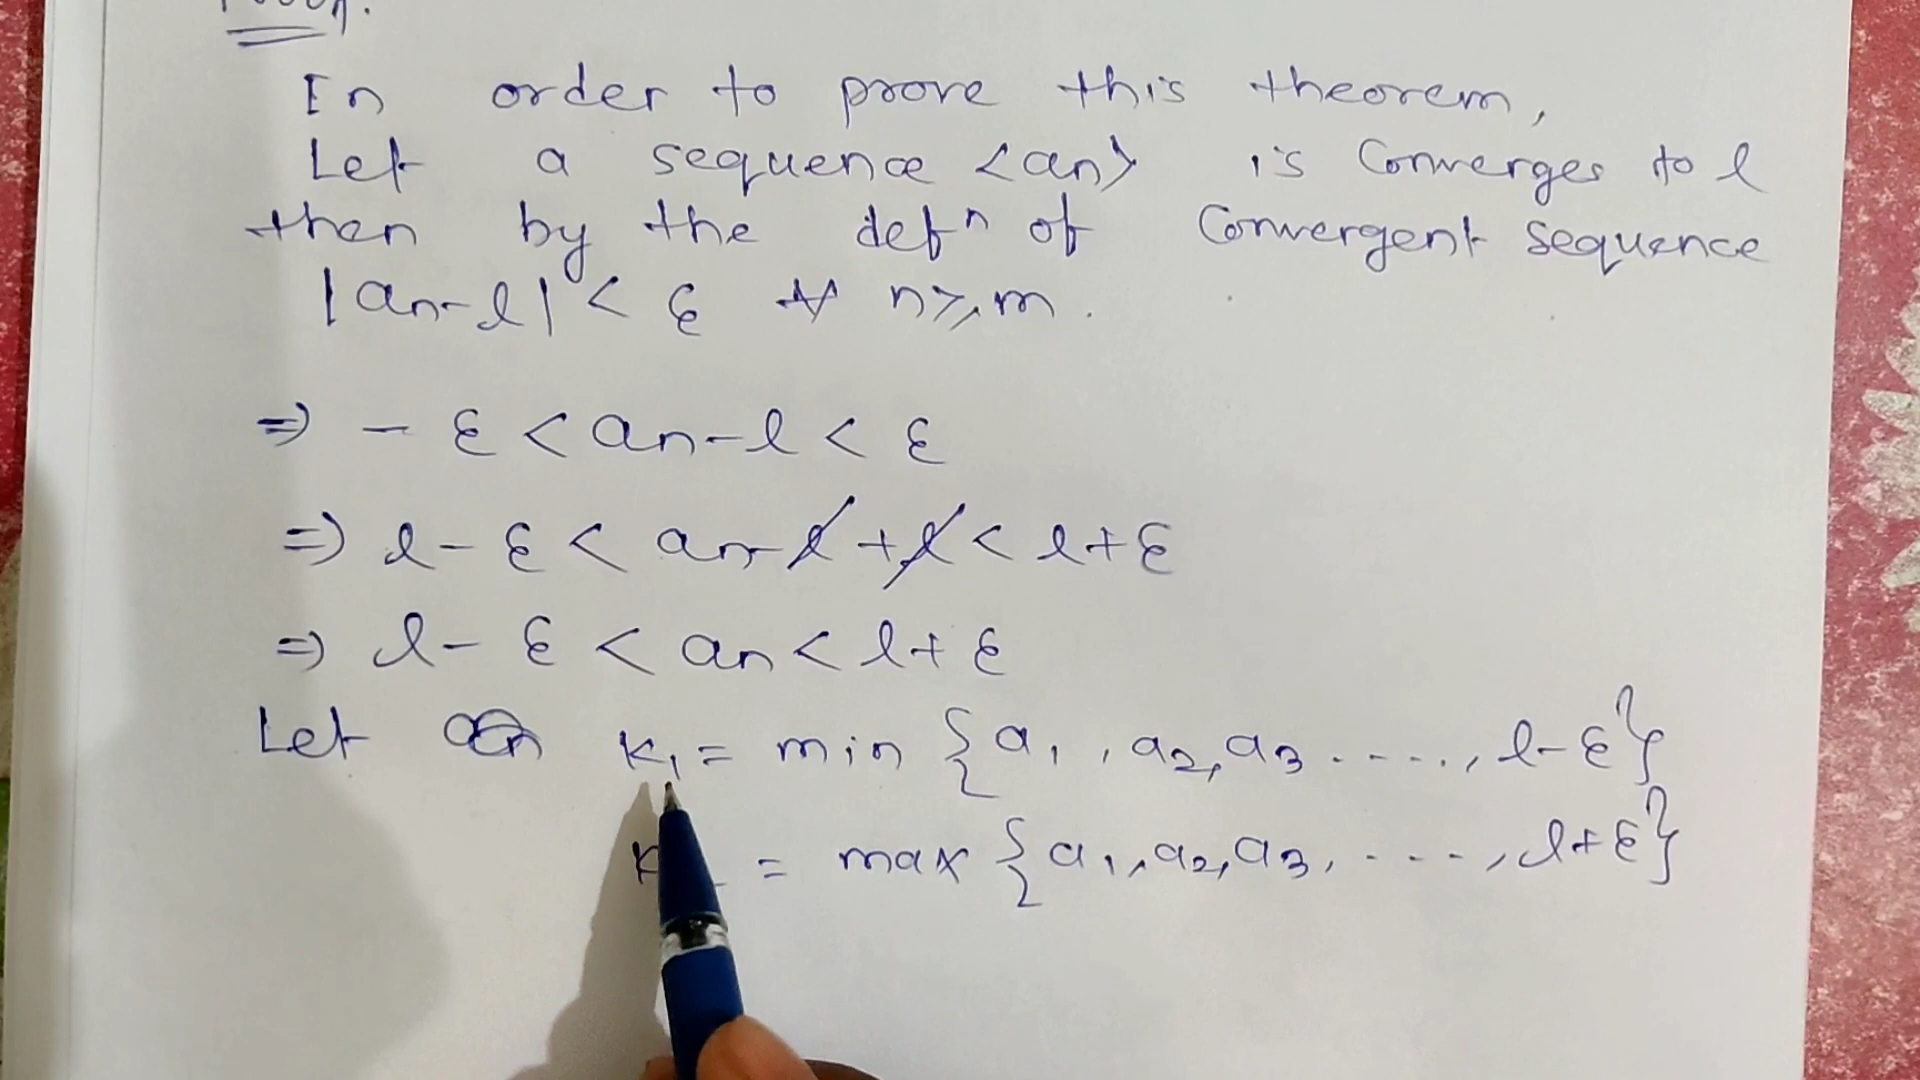 In order to prove this theorem,
Let a sequence <an> is Converges to l
then by the defⁿ of Convergent sequence
|an-l| < ε ∀ n≥m.
⇒ - ε < an-l < ε
⇒ l-ε < an-l+l < l+ε
⇒ l-ε < an < l+ε
Let k₁ = min {a₁, a₂, a₃ ....., l-ε}
= max {a₁, a₂, a₃, ...., l+ε}